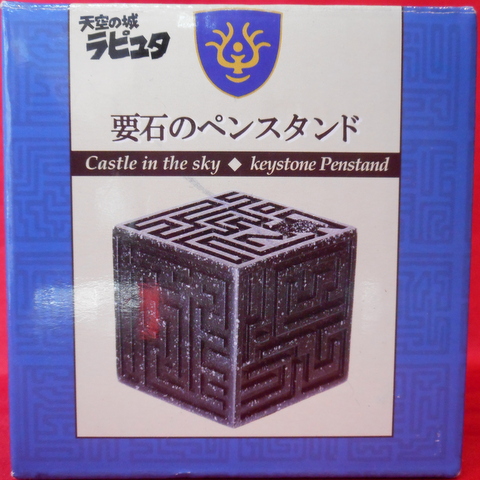 天空の城
ラピュタ
要石のペンスタンド
Castle in the sky ◆ keystone Penstand